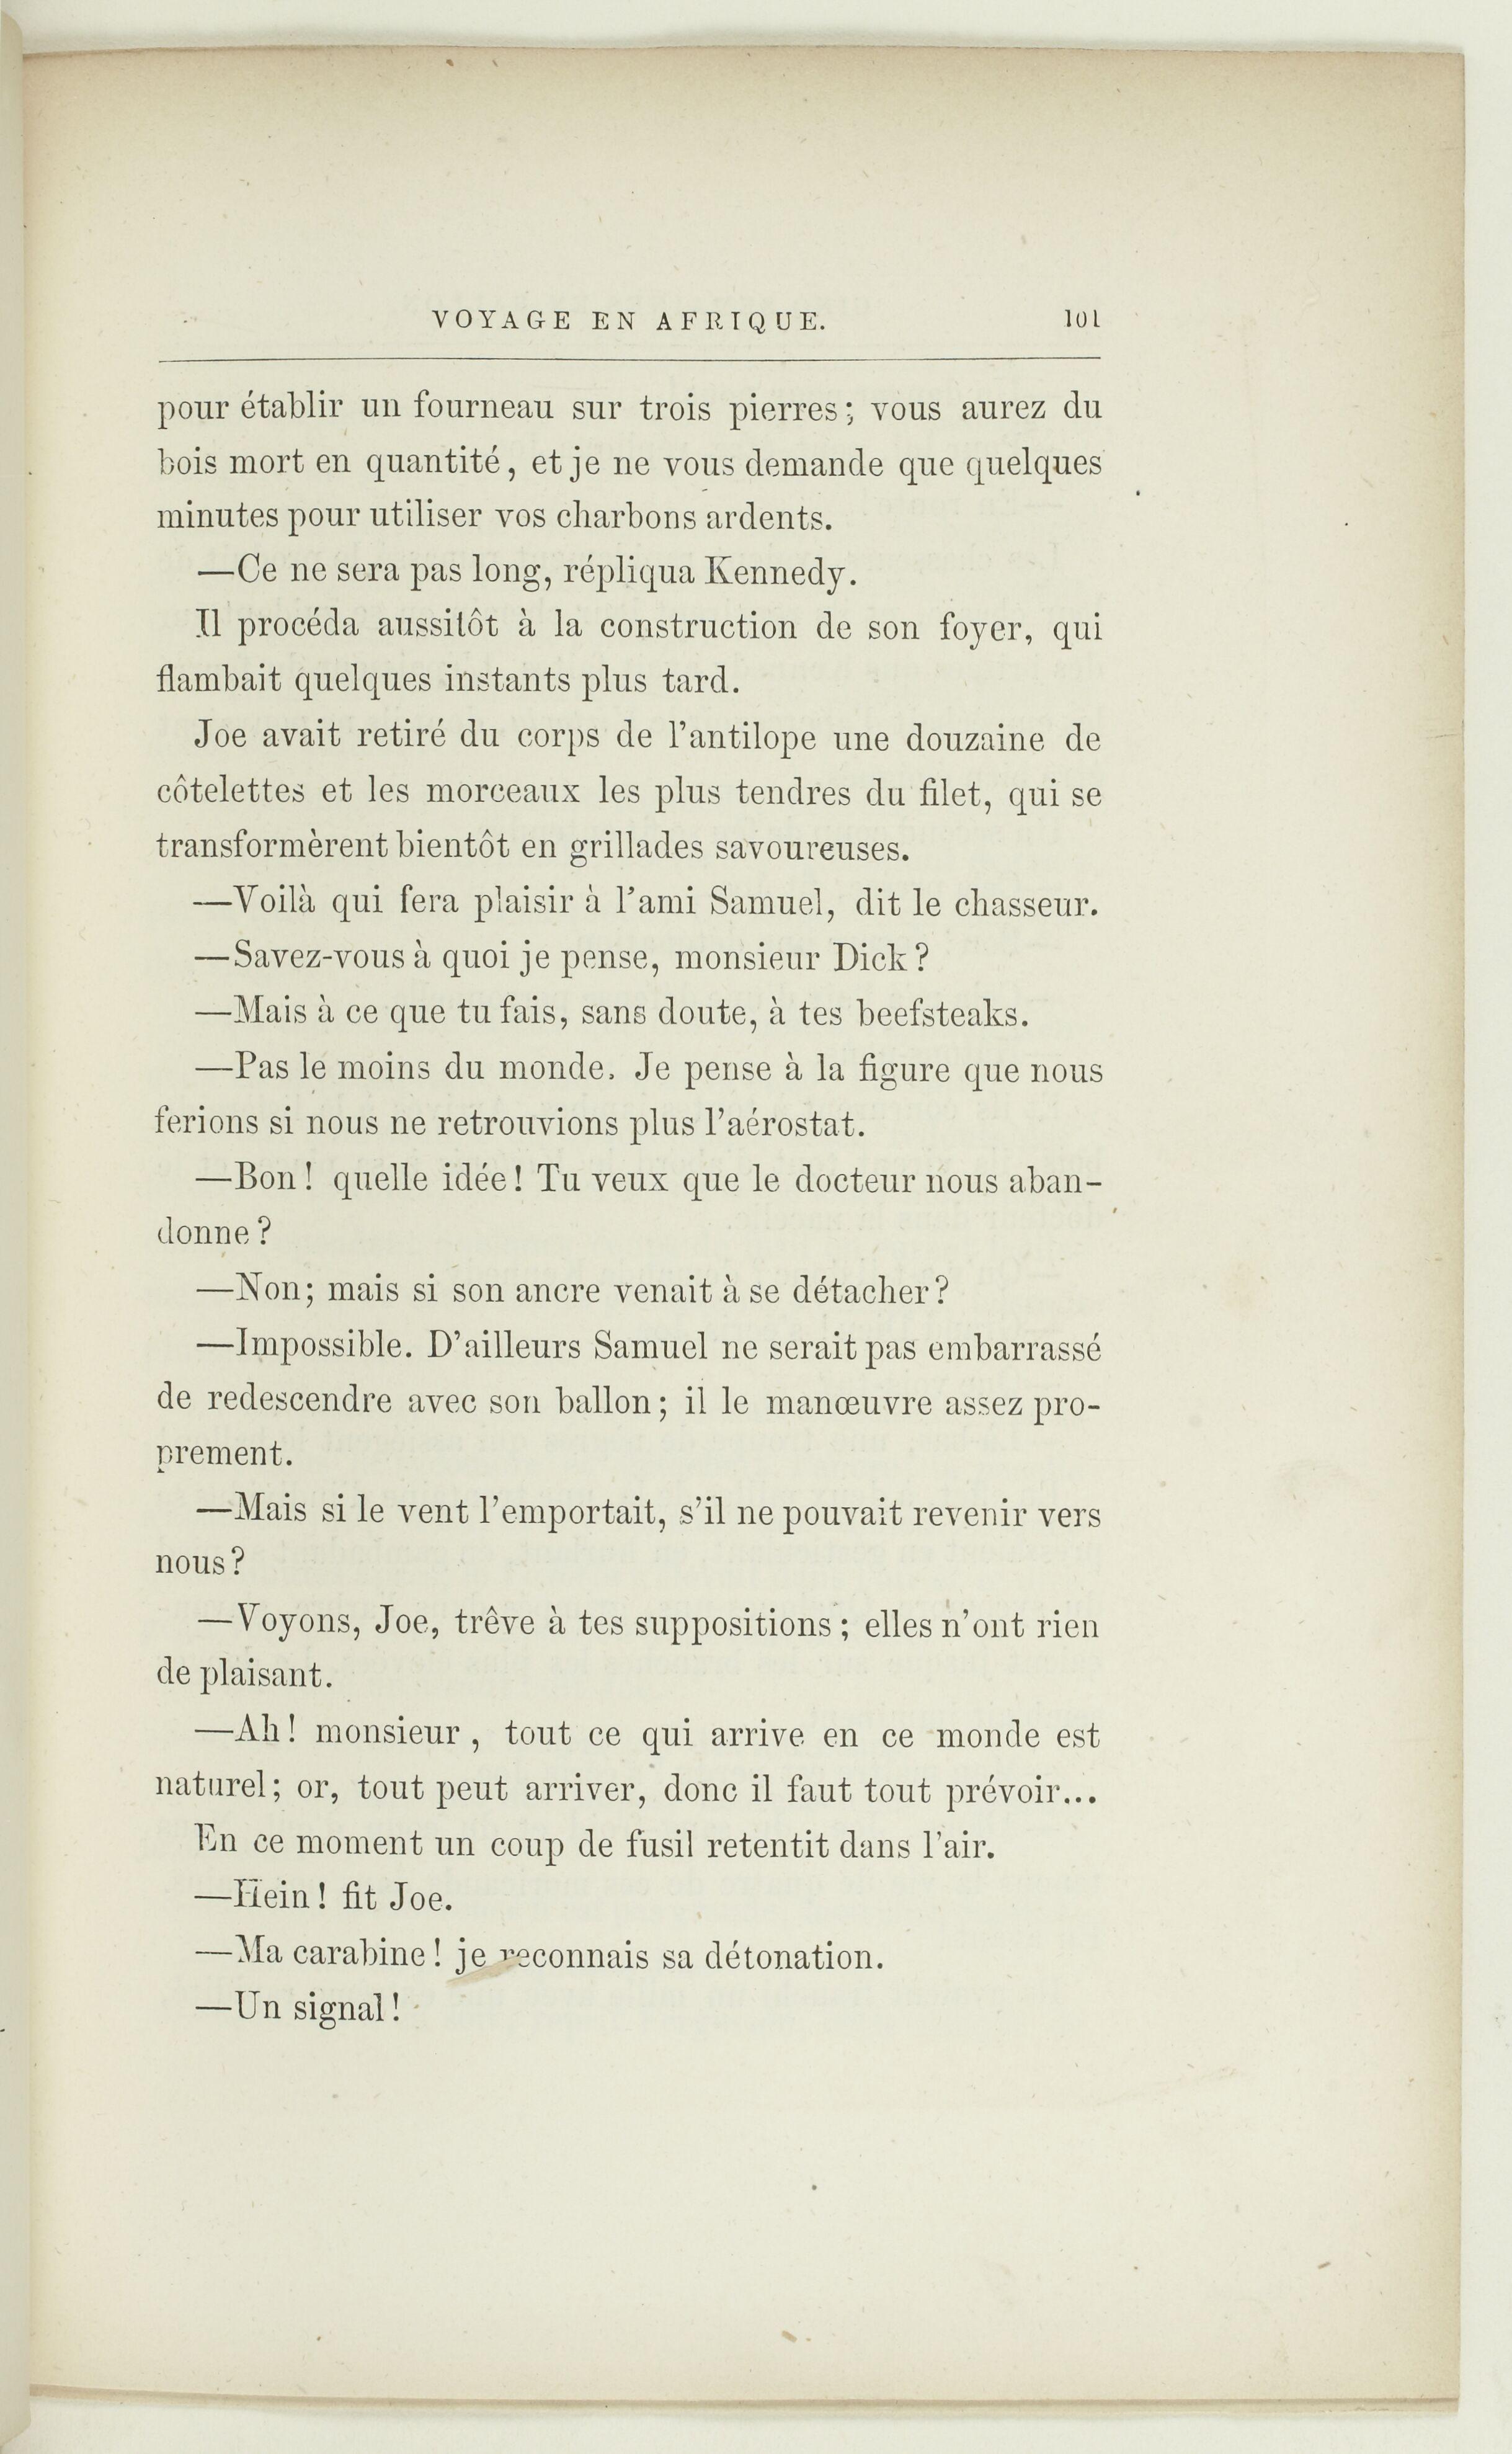 VOYAGE EN AFRIQUE. 101
pour établir un fourneau sur trois pierres; vous aurez du
bois mort en quantité, et je ne vous demande que quelques
minutes pour utiliser vos charbons ardents.
—Ce ne sera pas long, répliqua Kennedy.
Il procéda aussitôt à la construction de son foyer, qui
flambait quelques instants plus tard.
Joe avait retiré du corps de l'antilope une douzaine de
côtelettes et les morceaux les plus tendres du filet, qui se
transformèrent bientôt en grillades savoureuses.
—Voilà qui fera plaisir à l'ami Samuel, dit le chasseur.
—Savez-vous à quoi je pense, monsieur Dick?
—Mais à ce que tu fais, sans doute, à tes beefsteaks.
—Pas le moins du monde. Je pense à la figure que nous
ferions si nous ne retrouvions plus l'aérostat.
—Bon! quelle idée! Tu veux que le docteur nous aban-
donne?
—Non; mais si son ancre venait à se détacher?
—Impossible. D'ailleurs Samuel ne serait pas embarrassé
de redescendre avec son ballon; il le manœuvre assez pro-
prement.
—Mais si le vent l'emportait, s'il ne pouvait revenir vers
nous?
—Voyons, Joe, trêve à tes suppositions; elles n'ont rien
de plaisant.
—Ah! monsieur, tout ce qui arrive en ce monde est
naturel; or, tout peut arriver, donc il faut tout prévoir...
En ce moment un coup de fusil retentit dans l'air.
—Hein! fit Joe.
—Ma carabine! je reconnais sa détonation.
—Un signal!